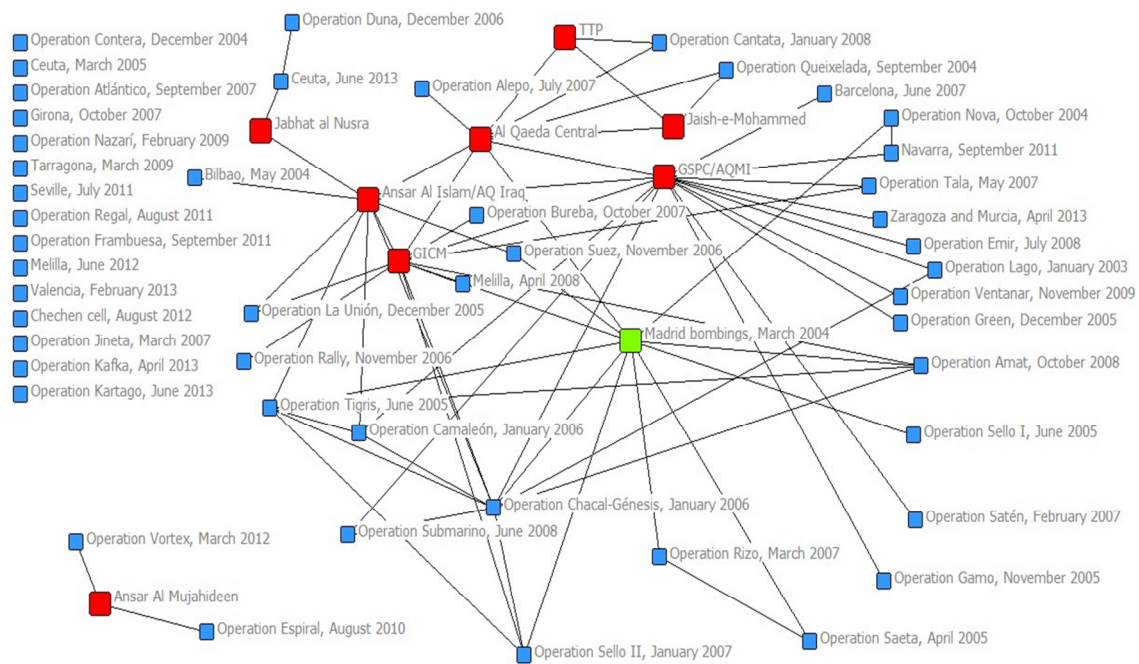 Operation Duna, December 2006
TTP
Operation Contera, December 2004
Operation Cantata, January 2008
Ceuta, March 2005
Operation Queixelada, September 2004
Ceuta, June 2013
Operation Alepo, July 2007
Operation Atlántico, September 2007
Barcelona, June 2007
Girona, October 2007
Operation Nova, October 2004
Jabhat al Nusra
Al Qaeda Central
Jaish-e-Mohammed
Operation Nazarí, February 2009
Navarra, September 2011
Tarragona, March 2009
Bilbao, May 2004
GSPC/AQMI
Operation Tala, May 2007
Seville, July 2011
Ansar Al Islam/AQ Iraq
Operation Regal, August 2011
Operation Bureba, October 2007
Zaragoza and Murcia, April 2013
Operation Frambuesa, September 2011
Operation Emir, July 2008
GICM
Operation Suez, November 2006
Melilla, June 2012
Operation Lago, January 2003
Melilla, April 2008
Valencia, February 2013
Operation Ventanar, November 2009
Chechen cell, August 2012
Operation La Unión, December 2005
Operation Green, December 2005
Operation Jineta, March 2007
Madrid bombings, March 2004
Operation Kafka, April 2013
Operation Rally, November 2006
Operation Amat, October 2008
Operation Kartago, June 2013
Operation Tigris, June 2005
Operation Camaleón, January 2006
Operation Sello I, June 2005
Operation Chacal-Génesis, January 2006
Operation Satén, February 2007
Operation Submarino, June 2008
Operation Vortex, March 2012
Operation Rizo, March 2007
Operation Gamo, November 2005
Ansar Al Mujahideen
Operation Espiral, August 2010
Operation Saeta, April 2005
Operation Sello II, January 2007